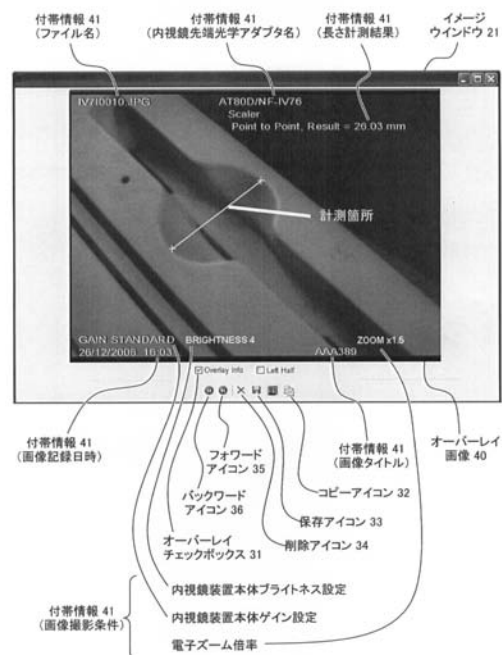 付帯情報 41
(ファイル名)
付帯情報 41
(内視鏡先端光学アダプタ名)
付帯情報 41
(長さ計測結果)
イメージ
ウインドウ 21
IV7I0010.JPG
AT80D/NF-IV76
Scaler
Point to Point, Result = 26.03 mm
計測箇所
GAIN STANDARD
BRIGHTNESS 4
ZOOM x1.5
26/12/2006 16:03
AAA389
Overlay Info
Left Half
付帯情報 41
(画像記録日時)
フォワード
アイコン 35
バックワード
アイコン 36
オーバーレイ
チェックボックス 31
付帯情報 41
(画像タイトル)
オーバーレイ
画像 40
コピーアイコン 32
保存アイコン 33
削除アイコン 34
付帯情報 41
(画像撮影条件)
内視鏡装置本体ブライトネス設定
内視鏡装置本体ゲイン設定
電子ズーム倍率